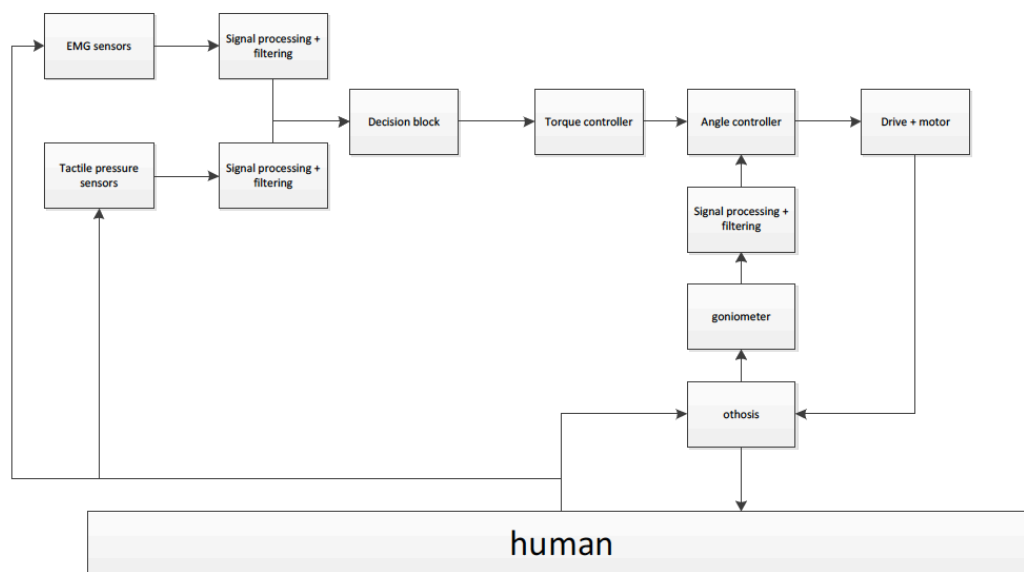 EMG sensors
Signal processing +
filtering
Decision block
Torque controller
Angle controller
Drive + motor
Tactile pressure
sensors
Signal processing +
filtering
Signal processing +
filtering
goniometer
othosis
human